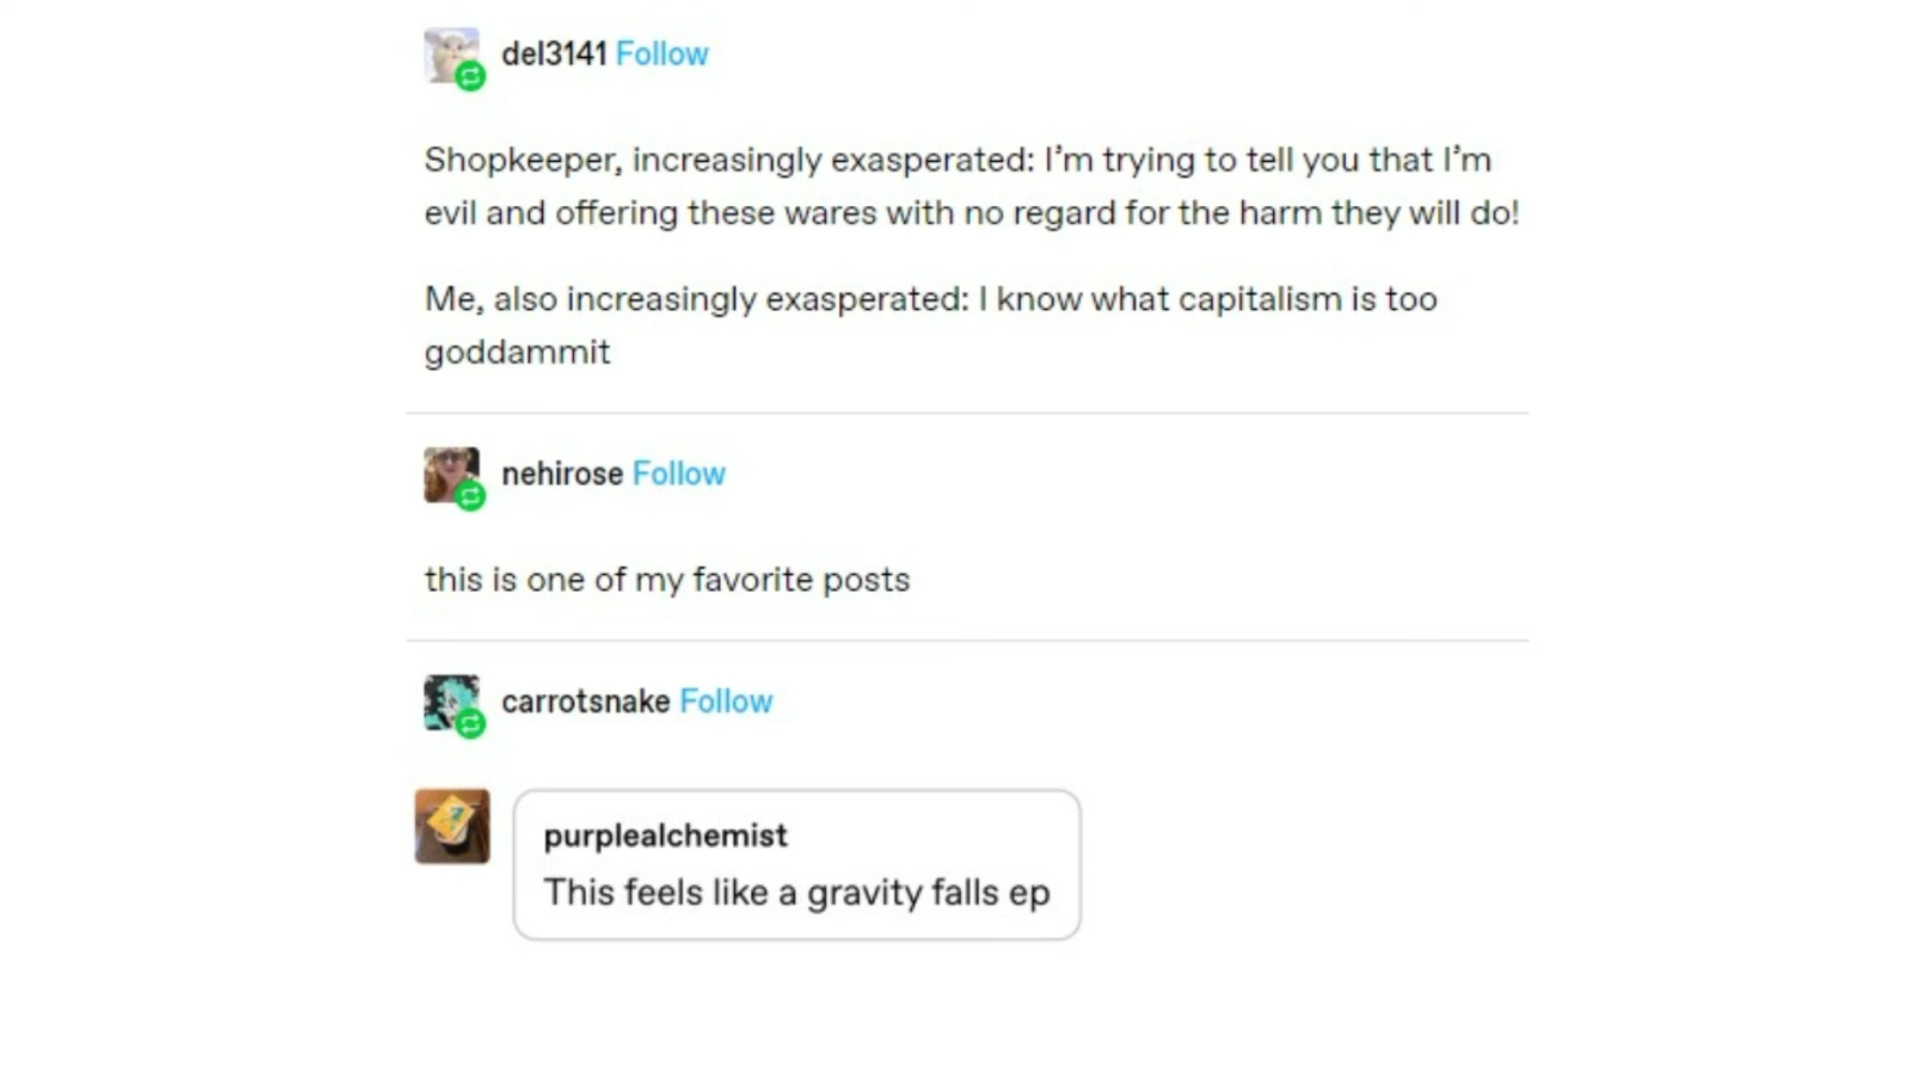 del3141 Follow
Shopkeeper, increasingly exasperated: I’m trying to tell you that I’m
evil and offering these wares with no regard for the harm they will do!
Me, also increasingly exasperated: I know what capitalism is too
goddammit
nehirose Follow
this is one of my favorite posts
carrotsnake Follow
purplealchemist
This feels like a gravity falls ep